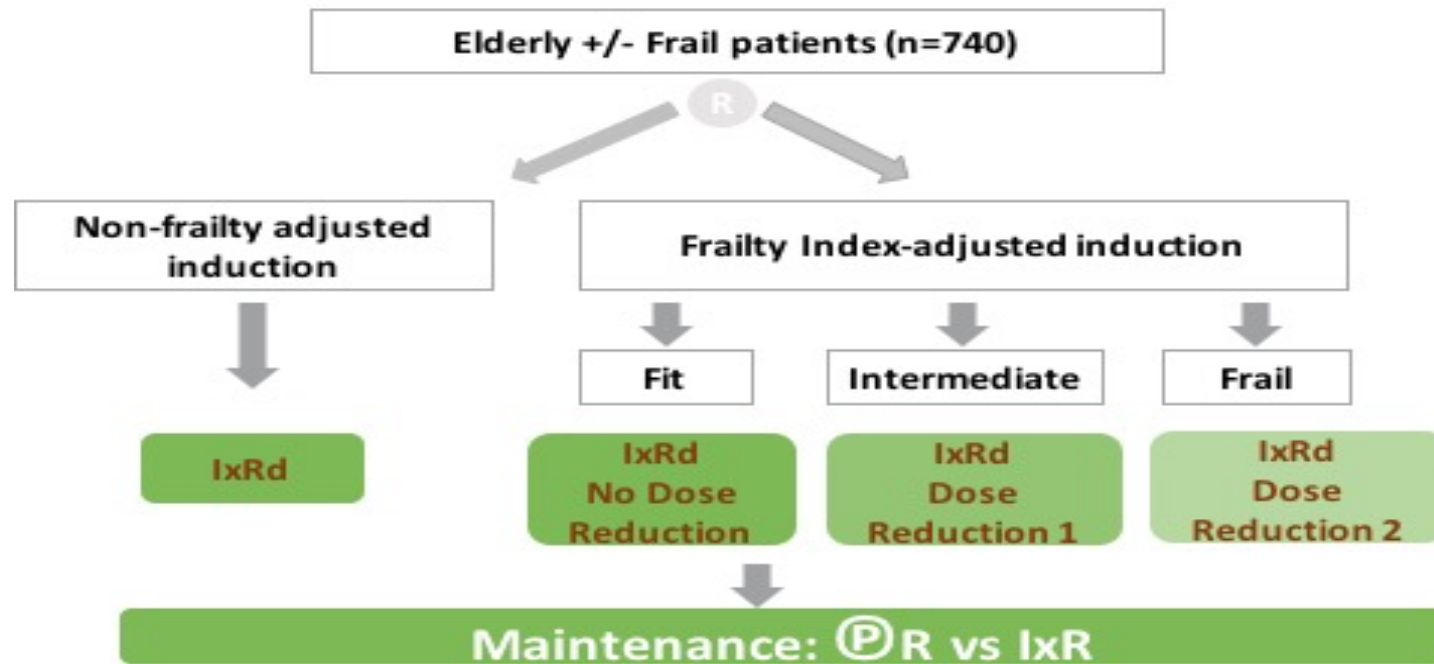 Elderly +/- Frail patients (n=740)
R
Non-frailty adjusted
induction
Frailty Index-adjusted induction
Fit
Intermediate
Frail
IxRd
IxRd
No Dose
Reduction
IxRd
Dose
Reduction 1
IxRd
Dose
Reduction 2
Maintenance: ⓅR vs IxR